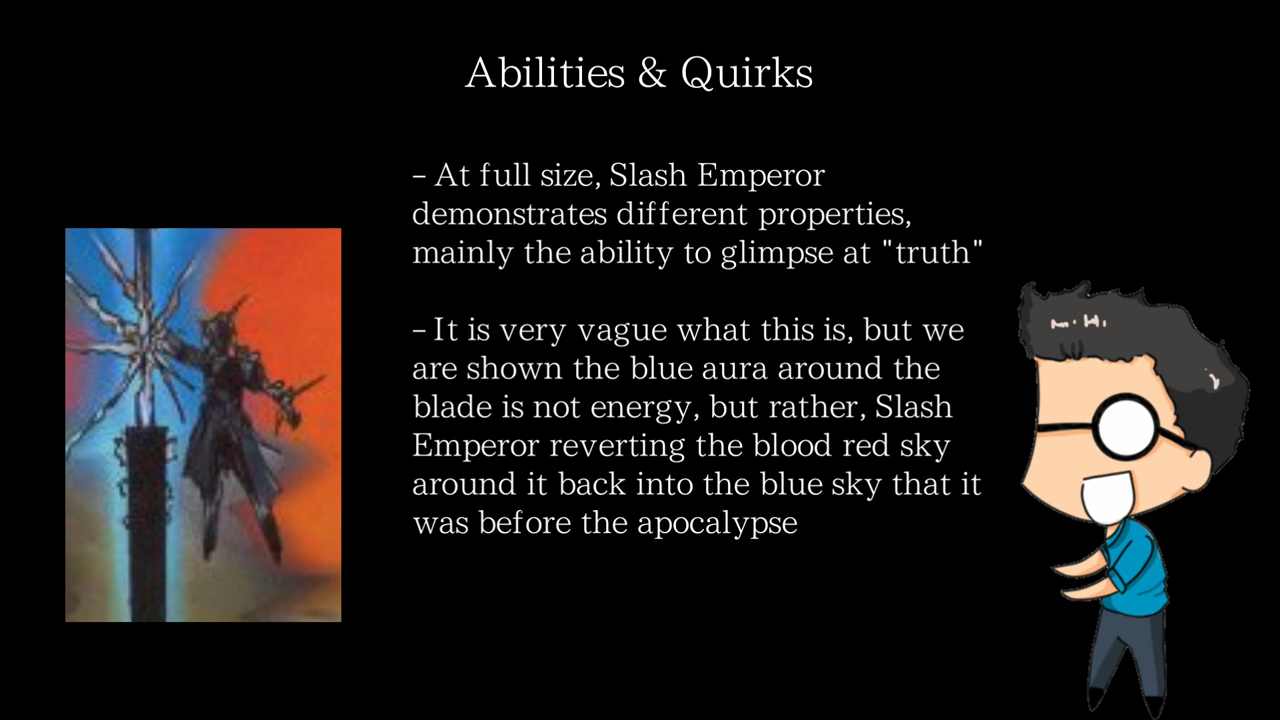 Abilities & Quirks
– At full size, Slash Emperor
demonstrates different properties,
mainly the ability to glimpse at "truth"
– It is very vague what this is, but we
are shown the blue aura around the
blade is not energy, but rather, Slash
Emperor reverting the blood red sky
around it back into the blue sky that it
was before the apocalypse